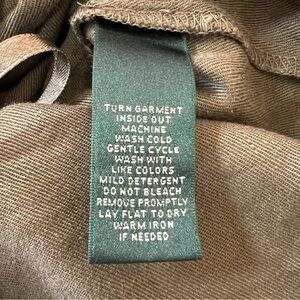 TURN GARMENT
INSIDE OUT
MACHINE
WASH COLD
GENTLE CYCLE
WASH WITH
LIKE COLORS
MILD DETERGENT
DO NOT BLEACH
REMOVE PROMPTLY
LAY FLAT TO DRY
WARM IRON
IF NEEDED